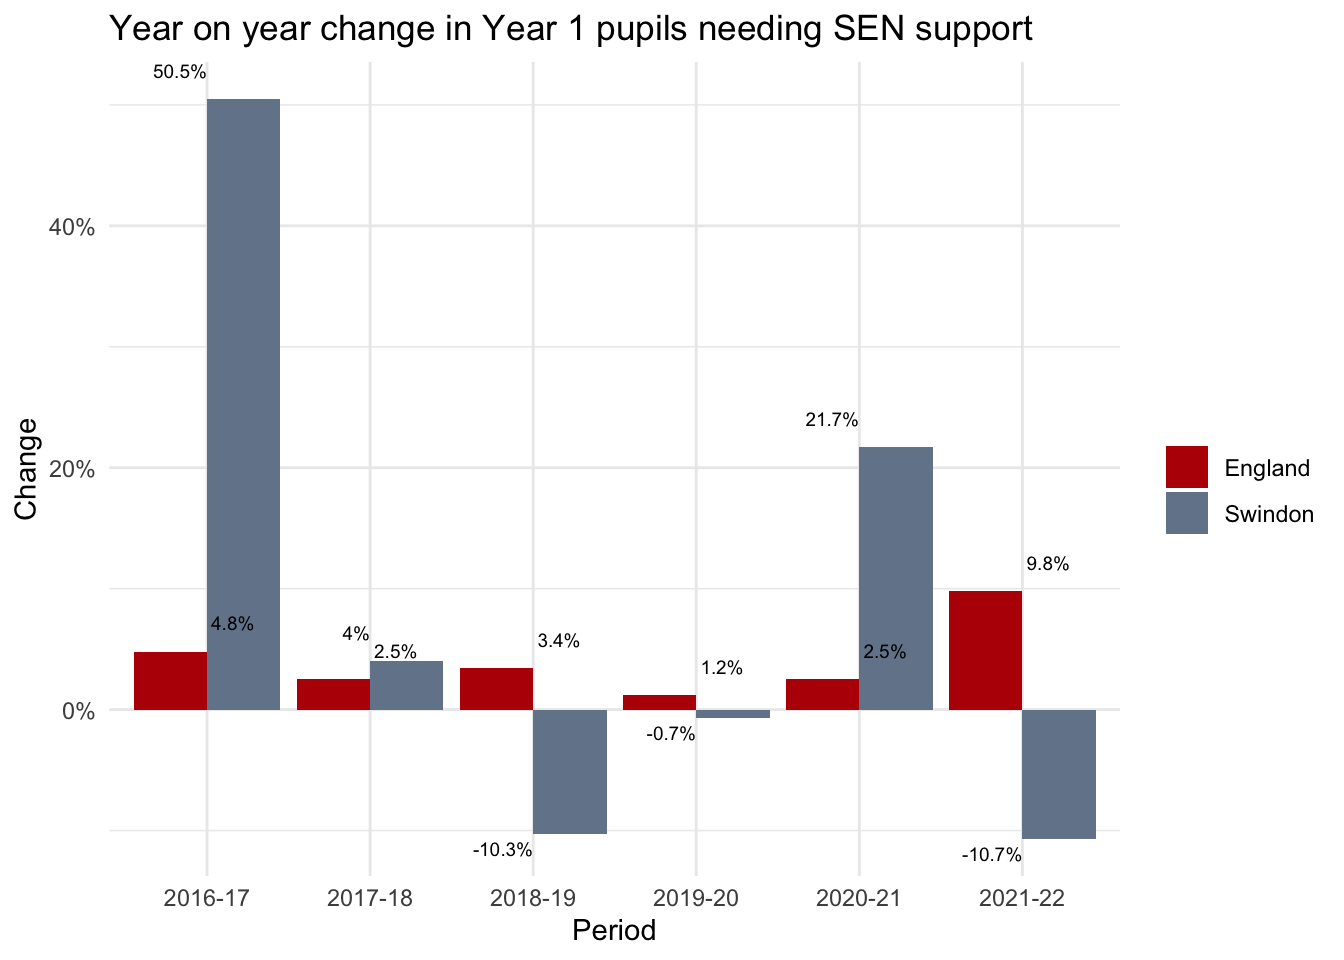 Year on year change in Year 1 pupils needing SEN support
50.5%
40%
21.7%
20%
England
Change
Swindon
9.8%
4.8%
4%
3.4%
2.5%
2.5%
1.2%
0%
-0.7%
-10.3%
-10.7%
2016-17 2017-18 2018-19 2019-20 2020-21 2021-22
Period